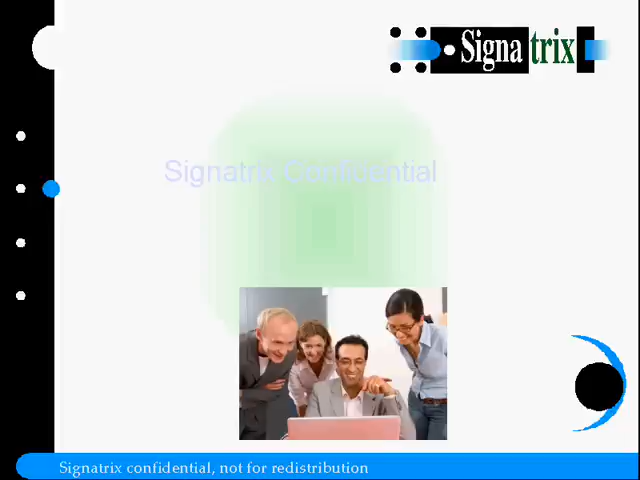 Signatrix
Signatrix Confidential
Signatrix confidential, not for redistribution